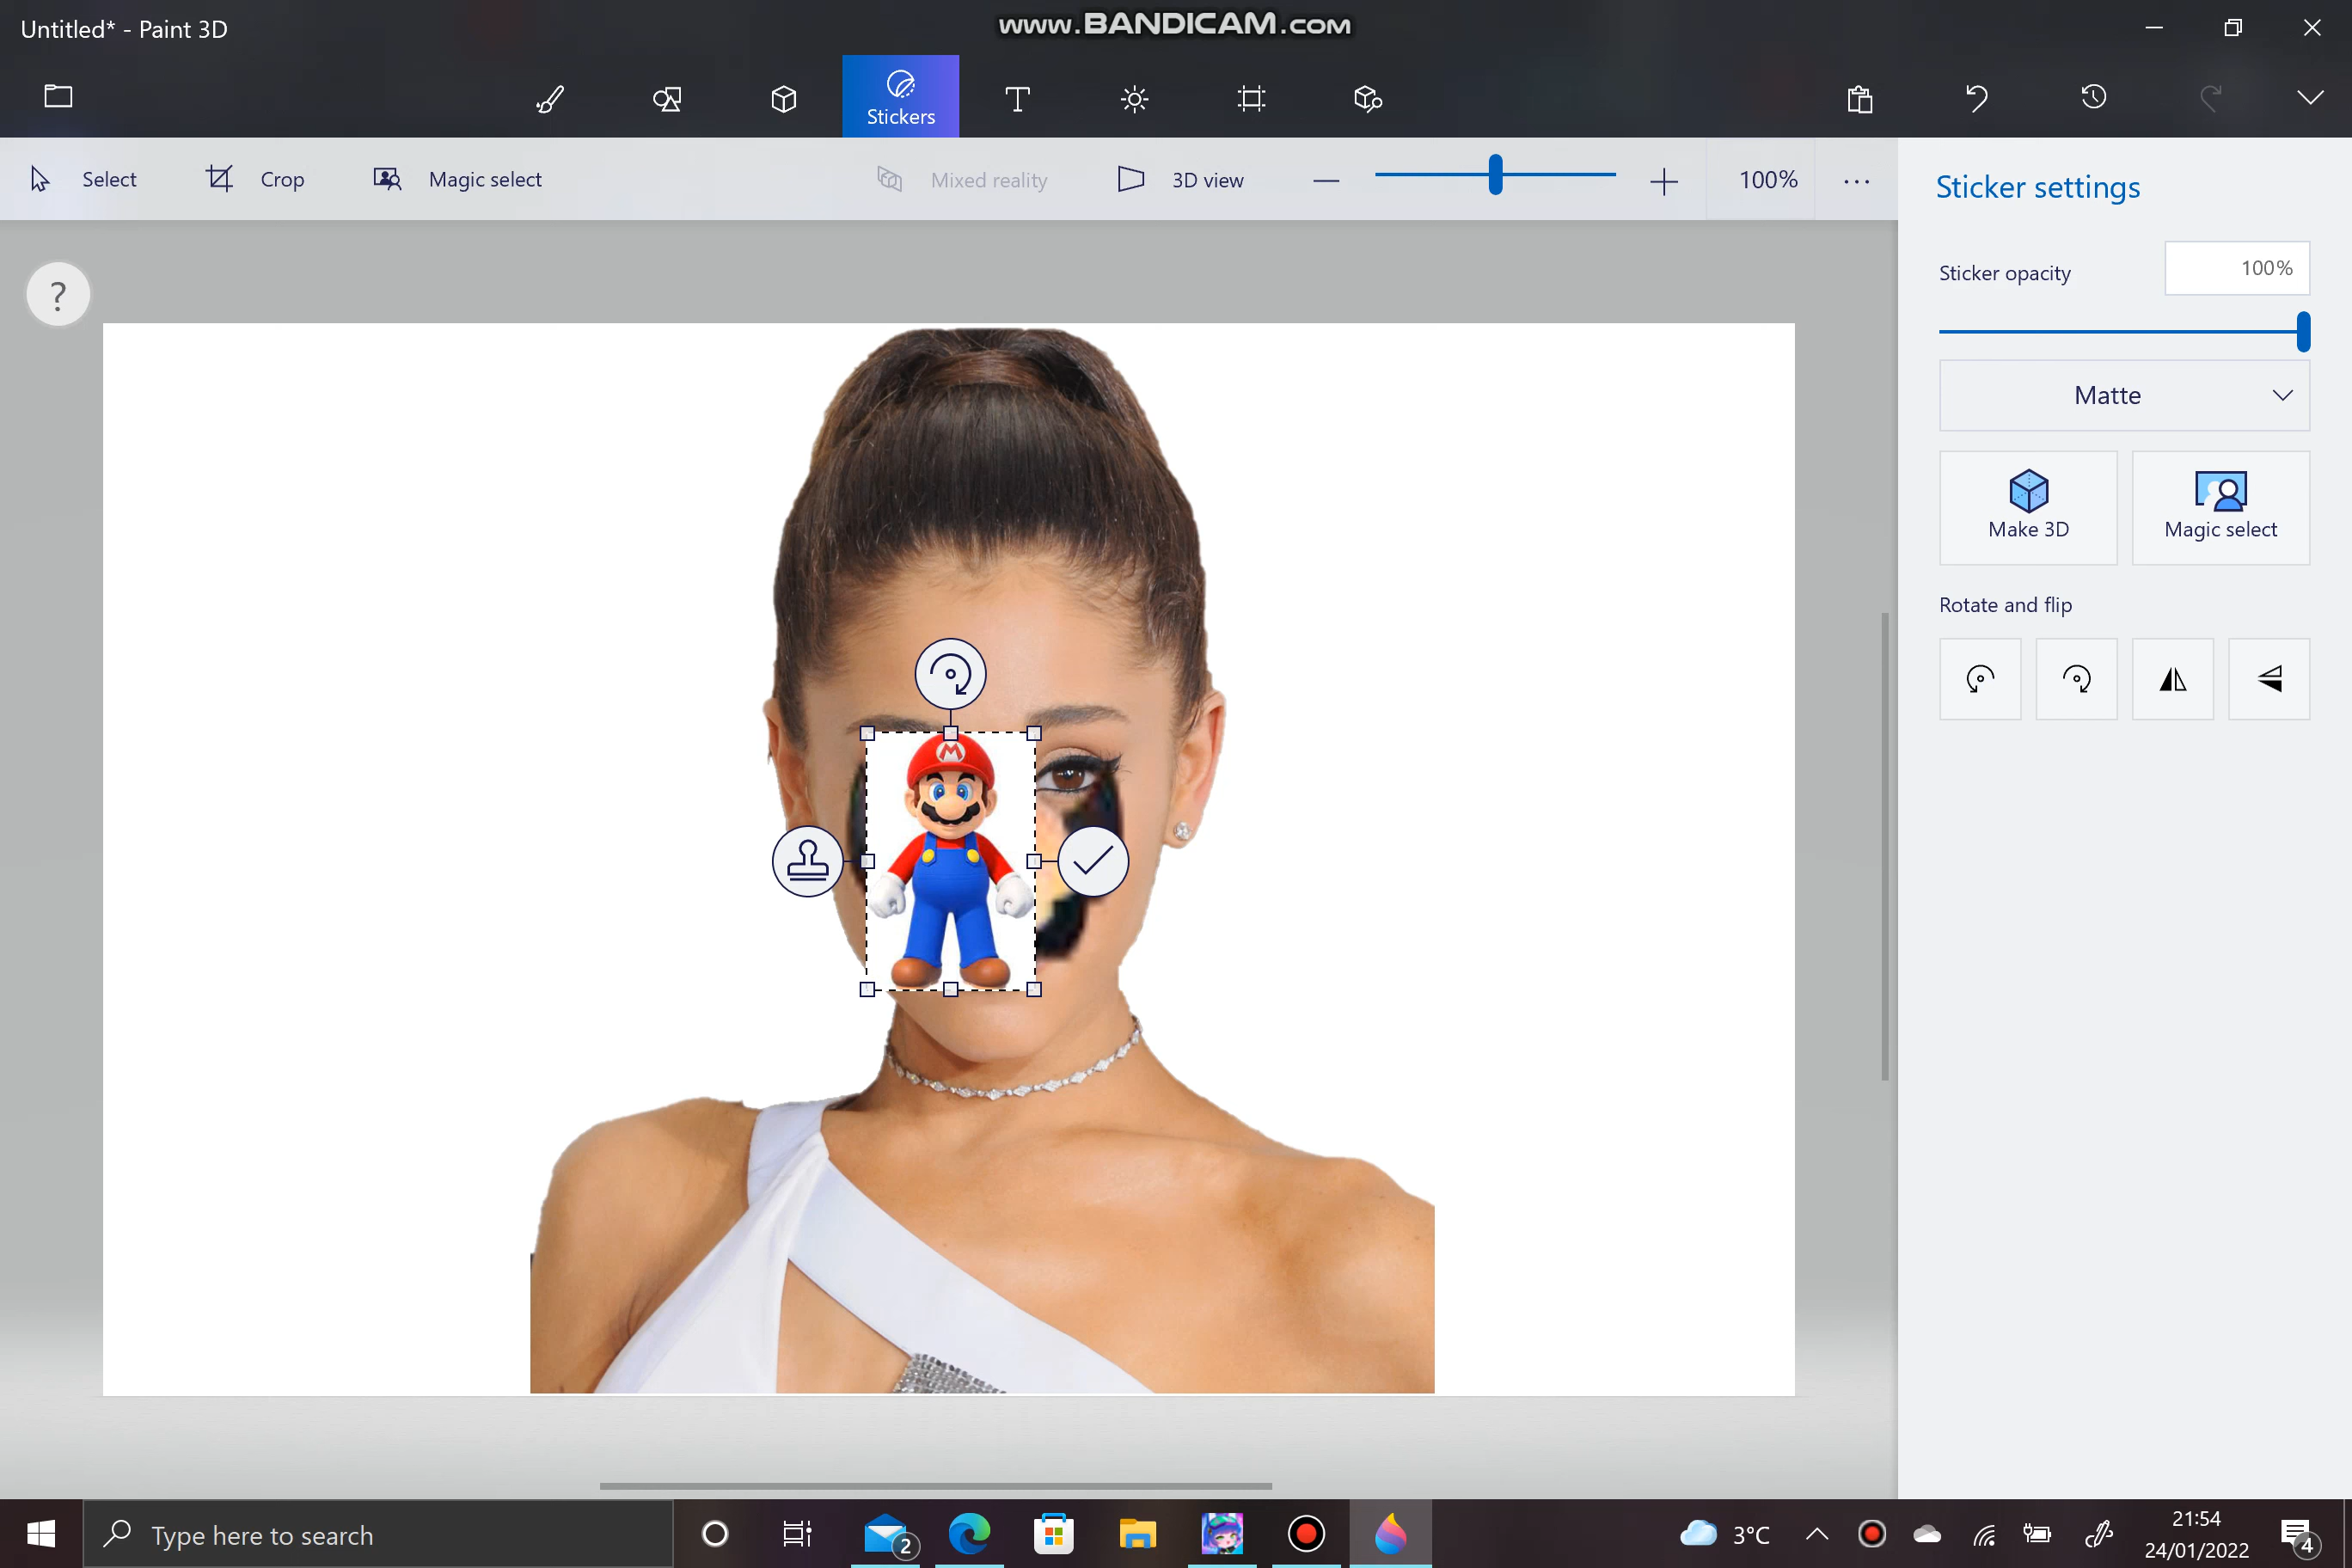 Untitled* - Paint 3D
www.BANDICAM.com
Stickers
Select Crop Magic select Mixed reality 3D view 100%
Sticker settings
Sticker opacity 100%
Matte
Make 3D Magic select
Rotate and flip
?
M
Type here to search
2
3°C
21:54
24/01/2022
4